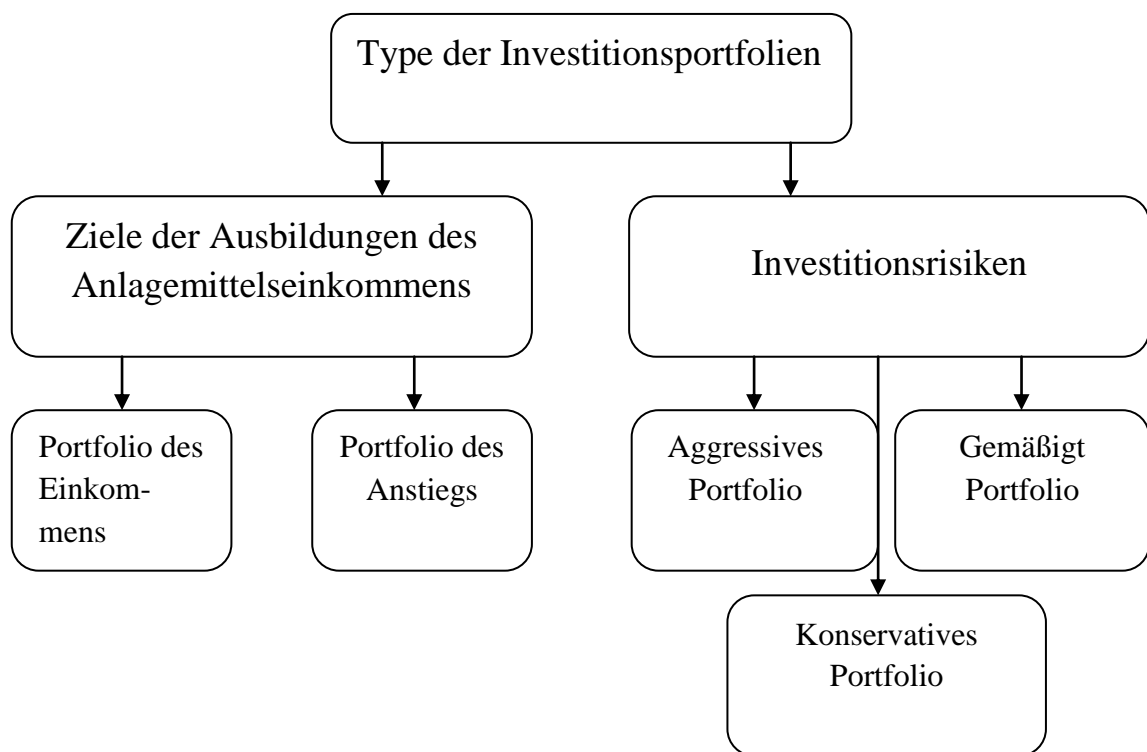 Type der Investitionsportfolien
Ziele der Ausbildungen des
Anlagemittelseinkommens
Investitionsrisiken
Portfolio des
Einkom-
mens
Portfolio des
Anstiegs
Aggressives
Portfolio
Gemäßigt
Portfolio
Konservatives
Portfolio